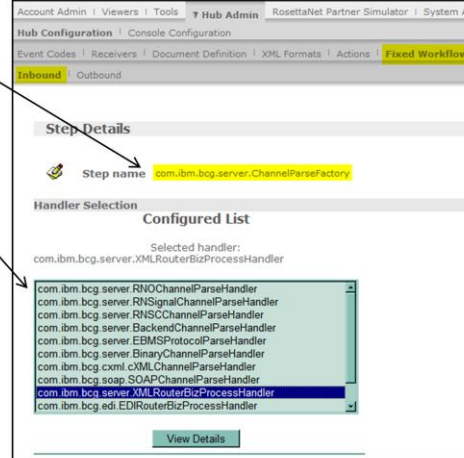 Account Admin | Viewers | Tools Hub Admin RosettaNet Partner Simulator | System A
Hub Configuration | Console Configuration
Event Codes | Receivers | Document Definition | XML Formats | Actions | Fixed Workflow
Inbound | Outbound
Step Details
Step name com.ibm.bcg.server.ChannelParseFactory
Handler Selection
Configured List
Selected handler:
com.ibm.bcg.server.XMLRouterBizProcessHandler
com.ibm.bcg.server.RNOChannelParseHandler
com.ibm.bcg.server.RNSignalChannelParseHandler
com.ibm.bcg.server.RNSCChannelParseHandler
com.ibm.bcg.server.BackendChannelParseHandler
com.ibm.bcg.server.EBMSProtocolParseHandler
com.ibm.bcg.server.BinaryChannelParseHandler
com.ibm.bcg.cxml.cXMLChannelParseHandler
com.ibm.bcg.soap.SOAPChannelParseHandler
com.ibm.bcg.server.XMLRouterBizProcessHandler
com.ibm.bcg.edi.EDIRouterBizProcessHandler
View Details